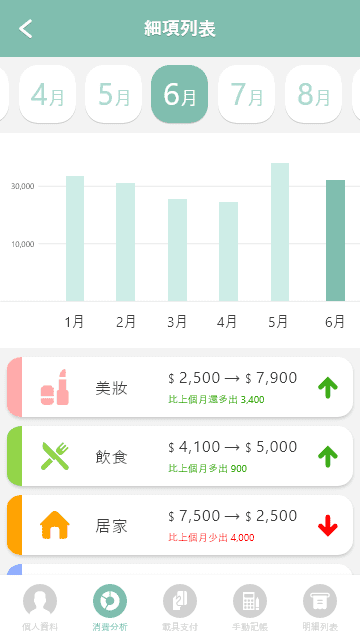 細項列表
4月 5月 6月 7月 8月
30,000
10,000
1月 2月 3月 4月 5月 6月
美妝
$ 2,500 → $ 7,900
比上個月還多出 3,400
飲食
$ 4,100 → $ 5,000
比上個月多出 900
居家
$ 7,500 → $ 2,500
比上個月少出 4,000
個人資料 消費分析 載具支付 手動記帳 明細列表